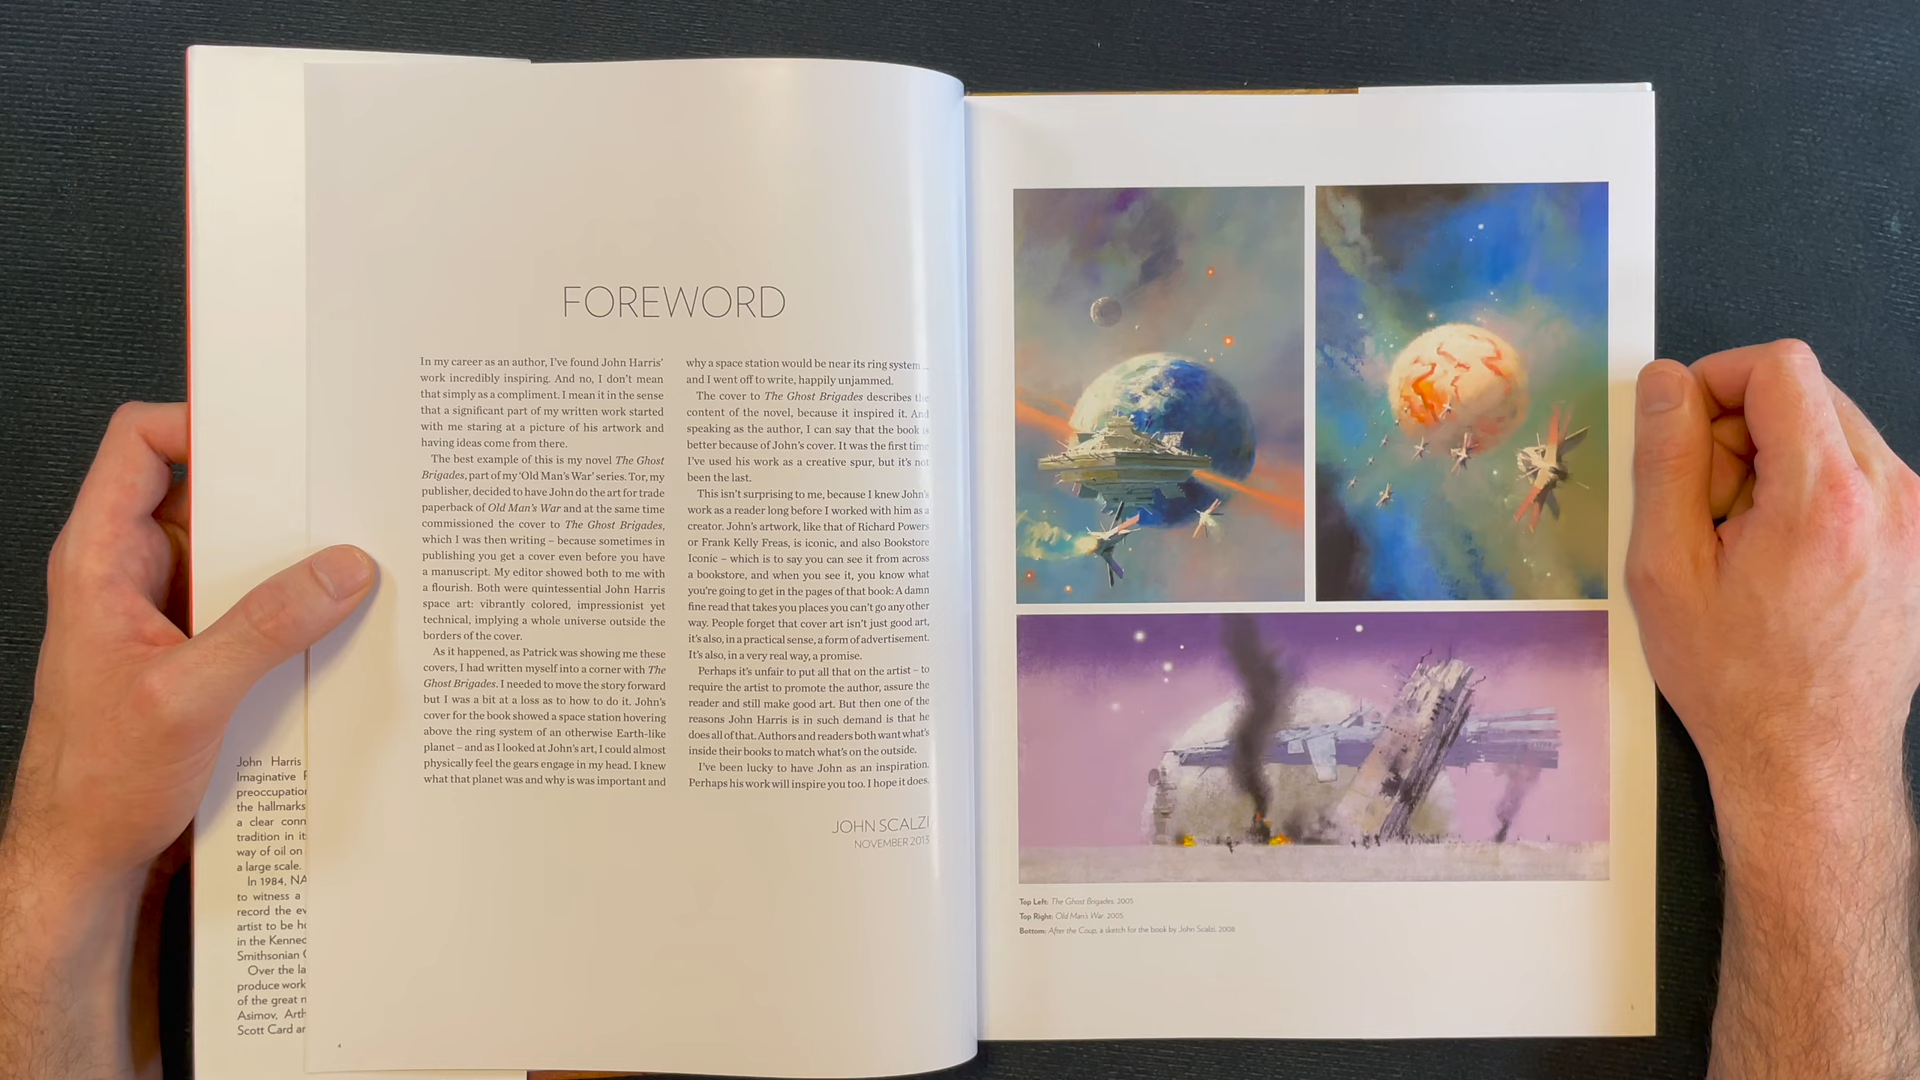 FOREWORD
In my career as an author, I've found John Harris'
work incredibly inspiring. And no, I don't mean
that simply as a compliment. I mean it in the sense
that a significant part of my written work started
with me staring at a picture of his artwork and
having ideas come from there.
The best example of this is my novel The Ghost
Brigades, part of my 'Old Man's War' series. Tor, my
publisher, decided to have John do the art for trade
paperback of Old Man's War and at the same time
commissioned the cover to The Ghost Brigades,
which I was then writing – because sometimes in
publishing you get a cover even before you have
a manuscript. My editor showed both to me with
a flourish. Both were quintessential John Harris
space art: vibrantly colored, impressionist yet
technical, implying a whole universe outside the
borders of the cover.
As it happened, as Patrick was showing me these
covers, I had written myself into a corner with The
Ghost Brigades. I needed to move the story forward
but I was a bit at a loss as to how to do it. John's
cover for the book showed a space station hovering
above the ring system of an otherwise Earth-like
planet – and as I looked at John's art, I could almost
physically feel the gears engage in my head. I knew
what that planet was and why is was important and
why a space station would be near its ring system ...
and I went off to write, happily unjammed.
The cover to The Ghost Brigades describes the
content of the novel, because it inspired it. And
speaking as the author, I can say that the book is
better because of John's cover. It was the first time
I've used his work as a creative spur, but it's not
been the last.
This isn't surprising to me, because I knew John's
work as a reader long before I worked with him as a
creator. John's artwork, like that of Richard Powers
or Frank Kelly Freas, is iconic, and also Bookstore
Iconic – which is to say you can see it from across
a bookstore, and when you see it, you know what
you're going to get in the pages of that book: A damn
fine read that takes you places you can't go any other
way. People forget that cover art isn't just good art,
it's also, in a practical sense, a form of advertisement.
It's also, in a very real way, a promise.
Perhaps it's unfair to put all that on the artist – to
require the artist to promote the author, assure the
reader and still make good art. But then one of the
reasons John Harris is in such demand is that he
does all of that. Authors and readers both want what's
inside their books to match what's on the outside.
I've been lucky to have John as an inspiration.
Perhaps his work will inspire you too. I hope it does.
JOHN SCALZI
NOVEMBER 2013
4
John Harris
Imaginative F
preoccupation
the hallmarks
a clear conn
tradition in it
way of oil on
a large scale.
In 1984, NA
to witness a
record the ev
artist to be ho
in the Kenned
Smithsonian
Over the la
produce work
of the great n
Asimov, Arth
Scott Card an
Top Left: The Ghost Brigades, 2005
Top Right: Old Man's War, 2005
Bottom: After the Coup, a sketch for the book by John Scalzi, 2008